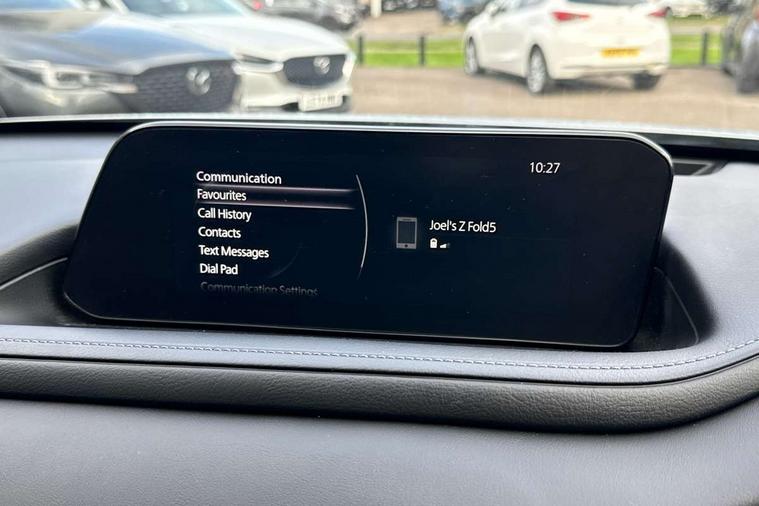 10:27
Communication
Favourites
Call History
Contacts
Text Messages
Dial Pad
Communication Settings
Joel's Z Fold5